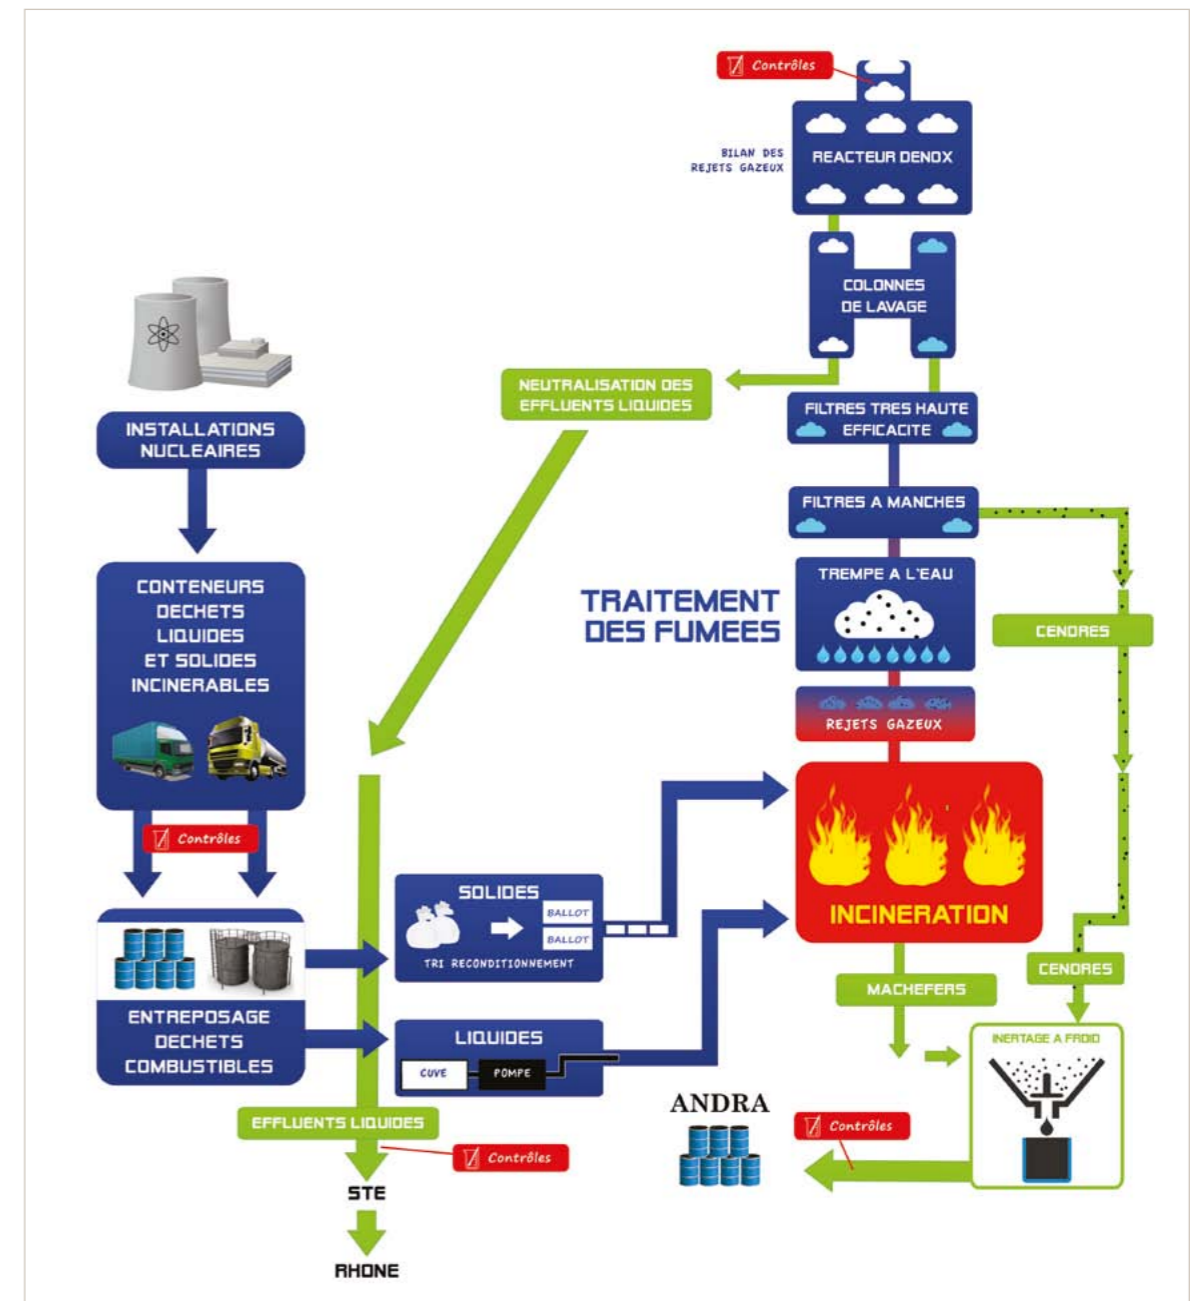 Contrôles
BILAN DES
REJETS GAZEUX
REACTEUR DENOX
COLONNES
DE LAVAGE
NEUTRALISATION DES
EFFLUENTS LIQUIDES
FILTRES TRES HAUTE
EFFICACITE
INSTALLATIONS
NUCLEAIRES
FILTRES A MANCHES
CONTENEURS
DECHETS
LIQUIDES
ET SOLIDES
INCINERABLES
TRAITEMENT
DES FUMEES
TREMPE A L'EAU
CENDRES
REJETS GAZEUX
Contrôles
INCINERATION
SOLIDES
BALLOT
BALLOT
TRI RECONDITIONNEMENT
CENDRES
MACHEFERS
ENTREPOSAGE
DECHETS
COMBUSTIBLES
LIQUIDES
CUVE
POMPE
INERTAGE A FROID
ANDRA
EFFLUENTS LIQUIDES
Contrôles
Contrôles
STE
RHONE